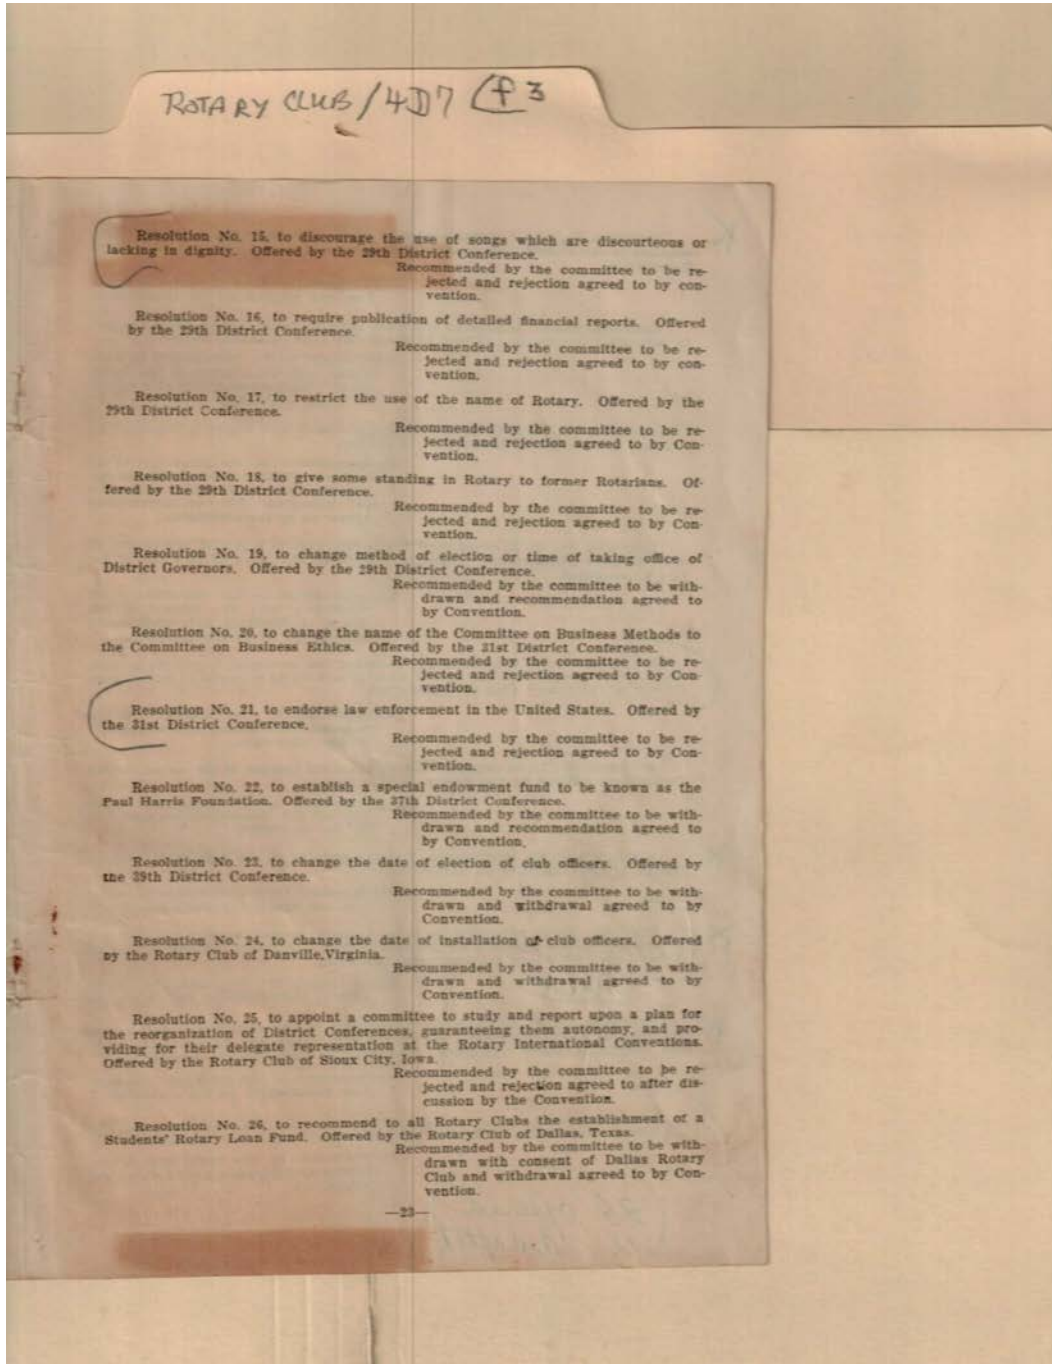 ROTARY CLUB/4D7 f3
Resolution No. 15, to discourage the use of songs which are discourteous or
lacking in dignity. Offered by the 29th District Conference.
Recommended by the committee to be re-
jected and rejection agreed to by con-
vention.
Resolution No. 16, to require publication of detailed financial reports. Offered
by the 29th District Conference.
Recommended by the committee to be re-
jected and rejection agreed to by con-
vention.
Resolution No. 17, to restrict the use of the name of Rotary. Offered by the
29th District Conference.
Recommended by the committee to be re-
jected and rejection agreed to by Con-
vention.
Resolution No. 18, to give some standing in Rotary to former Rotarians. Of-
fered by the 29th District Conference.
Recommended by the committee to be re-
jected and rejection agreed to by Con-
vention.
Resolution No. 19, to change method of election or time of taking office of
District Governors. Offered by the 29th District Conference.
Recommended by the committee to be with-
drawn and recommendation agreed to
by Convention.
Resolution No. 20, to change the name of the Committee on Business Methods to
the Committee on Business Ethics. Offered by the 31st District Conference.
Recommended by the committee to be re-
jected and rejection agreed to by Con-
vention.
Resolution No. 21, to endorse law enforcement in the United States. Offered by
the 31st District Conference.
Recommended by the committee to be re-
jected and rejection agreed to by Con-
vention.
Resolution No. 22, to establish a special endowment fund to be known as the
Paul Harris Foundation. Offered by the 37th District Conference.
Recommended by the committee to be with-
drawn and recommendation agreed to
by Convention.
Resolution No. 23, to change the date of election of club officers. Offered by
the 39th District Conference.
Recommended by the committee to be with-
drawn and withdrawal agreed to by
Convention.
Resolution No. 24, to change the date of installation of club officers. Offered
by the Rotary Club of Danville,Virginia.
Recommended by the committee to be with-
drawn and withdrawal agreed to by
Convention.
Resolution No. 25, to appoint a committee to study and report upon a plan for
the reorganization of District Conferences, guaranteeing them autonomy, and pro-
viding for their delegate representation at the Rotary International Conventions.
Offered by the Rotary Club of Sioux City, Iowa.
Recommended by the committee to be re-
jected and rejection agreed to after dis-
cussion by the Convention.
Resolution No. 26, to recommend to all Rotary Clubs the establishment of a
Students' Rotary Loan Fund. Offered by the Rotary Club of Dallas, Texas.
Recommended by the committee to be with-
drawn with consent of Dallas Rotary
Club and withdrawal agreed to by Con-
vention.
—23—